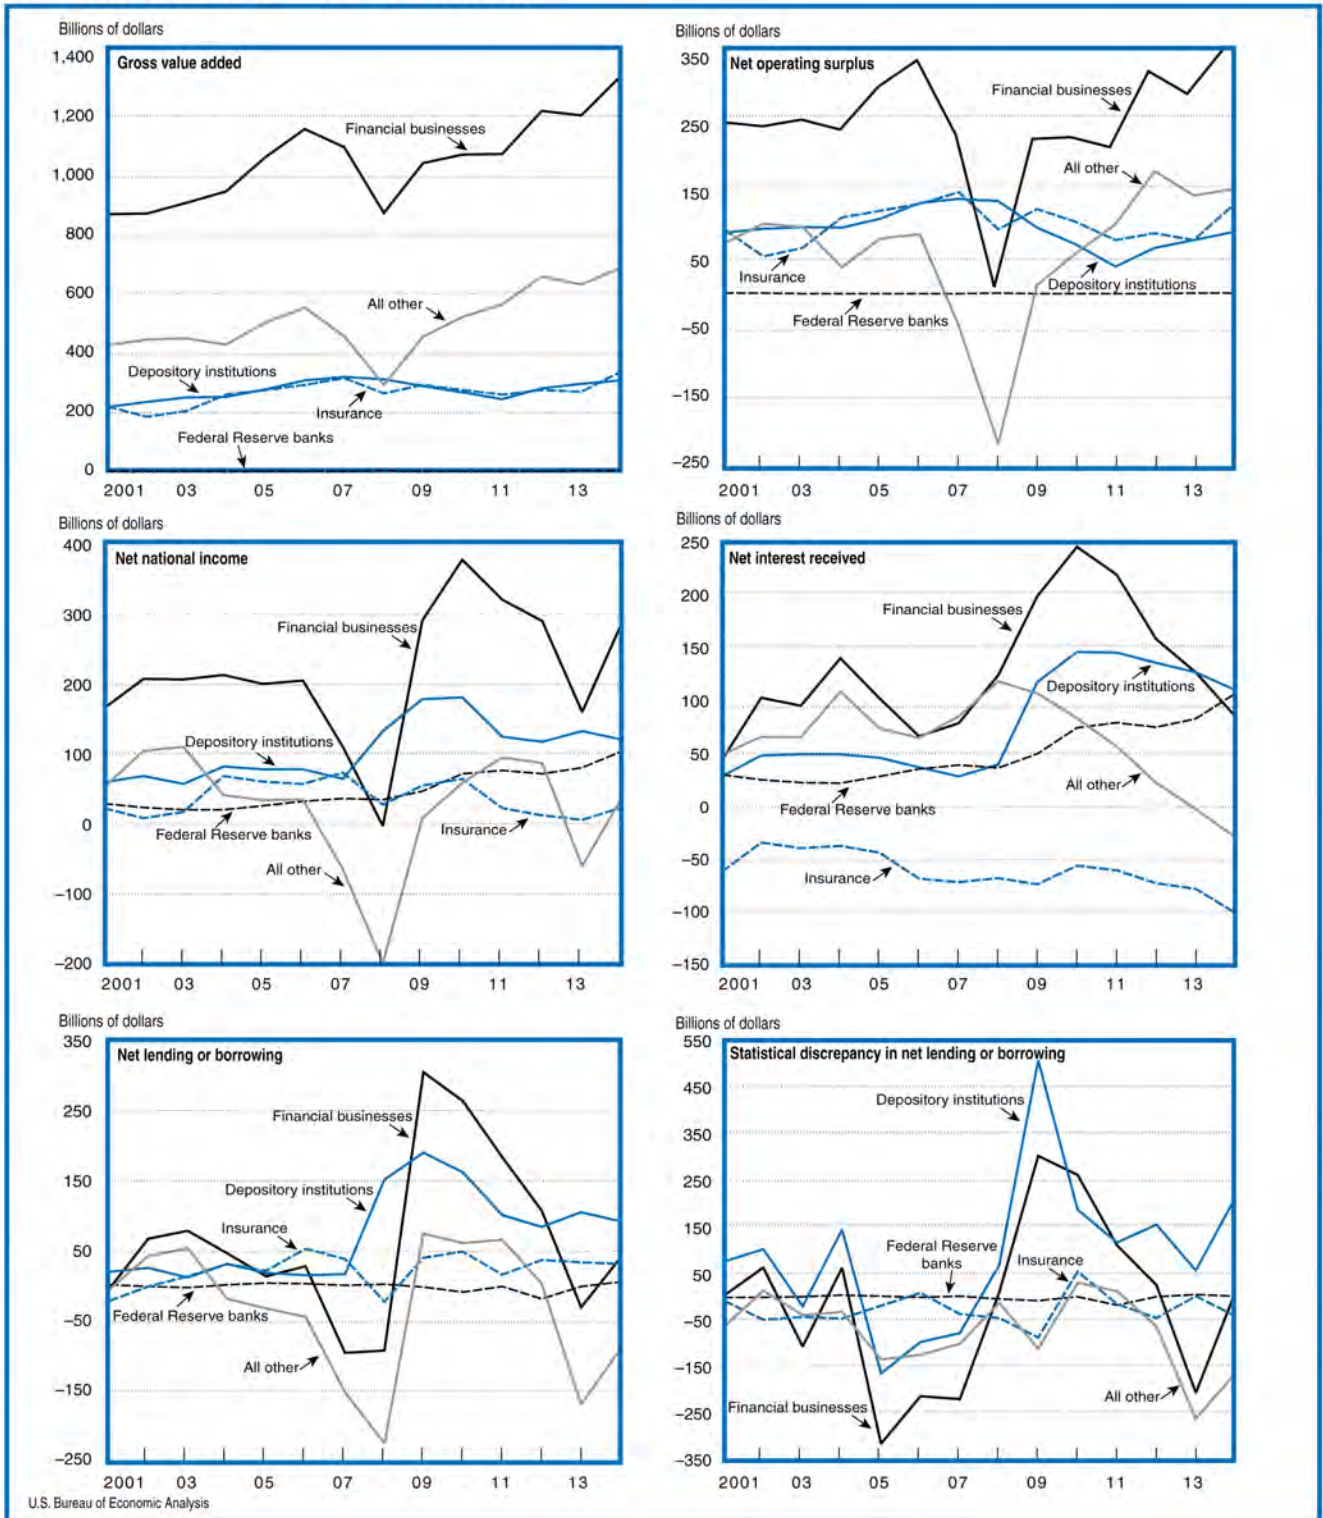 Billions of dollars
Gross value added
1,400
1,200
1,000
800
600
400
200
0
Financial businesses
All other
Depository institutions
Insurance
Federal Reserve banks
2001 03 05 07 09 11 13
Billions of dollars
Net operating surplus
350
250
150
50
−50
−150
−250
Financial businesses
All other
Insurance
Depository institutions
Federal Reserve banks
2001 03 05 07 09 11 13
Billions of dollars
Net national income
400
300
200
100
0
−100
−200
Financial businesses
Depository institutions
Federal Reserve banks
Insurance
All other
2001 03 05 07 09 11 13
Billions of dollars
Net interest received
250
200
150
100
50
0
−50
−100
−150
Financial businesses
Depository institutions
All other
Federal Reserve banks
Insurance
2001 03 05 07 09 11 13
Billions of dollars
Net lending or borrowing
350
250
150
50
−50
−150
−250
Financial businesses
Depository institutions
Insurance
Federal Reserve banks
All other
2001 03 05 07 09 11 13
Billions of dollars
Statistical discrepancy in net lending or borrowing
550
450
350
250
150
50
−50
−150
−250
−350
Depository institutions
Federal Reserve
banks
Insurance
All other
Financial businesses
2001 03 05 07 09 11 13
U.S. Bureau of Economic Analysis